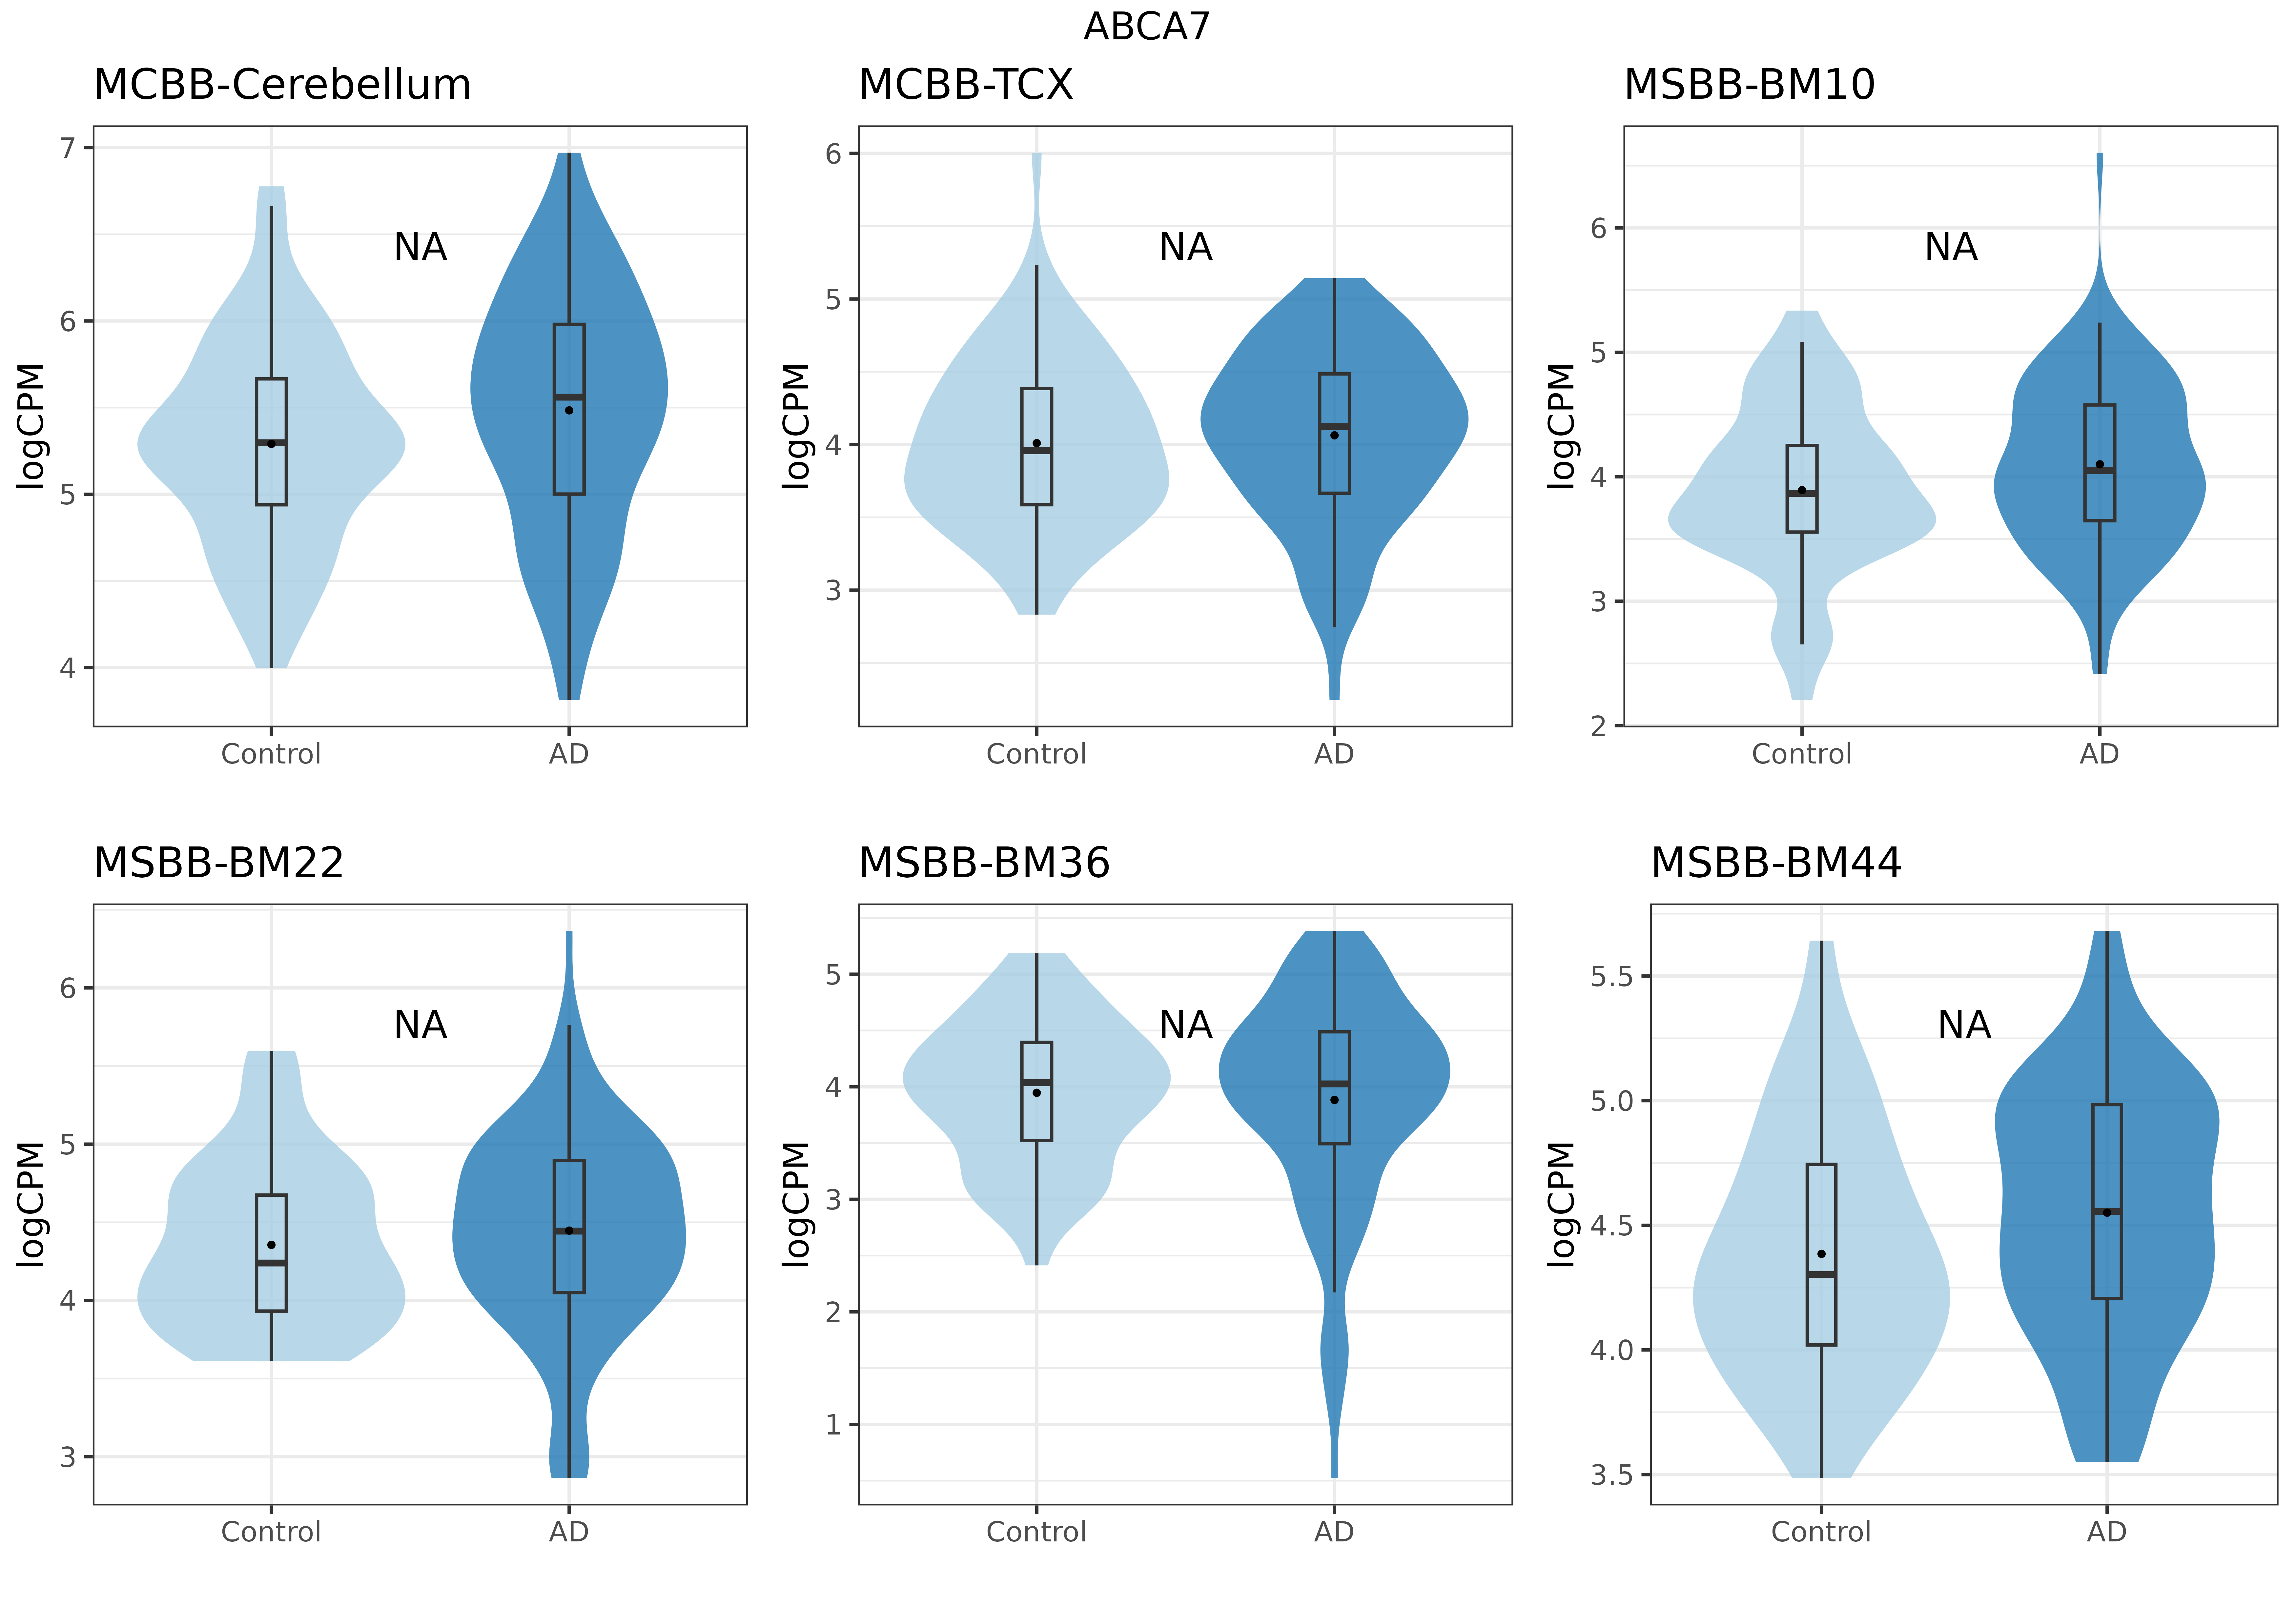 ABCA7
MCBB-Cerebellum
MCBB-TCX
MSBB-BM10
7
6
5
4
logCPM
NA
Control
AD
6
5
4
3
logCPM
NA
Control
AD
6
5
4
3
2
logCPM
NA
Control
AD
MSBB-BM22
MSBB-BM36
MSBB-BM44
6
5
4
3
logCPM
NA
Control
AD
5
4
3
2
1
logCPM
NA
Control
AD
5.5
5.0
4.5
4.0
3.5
logCPM
NA
Control
AD